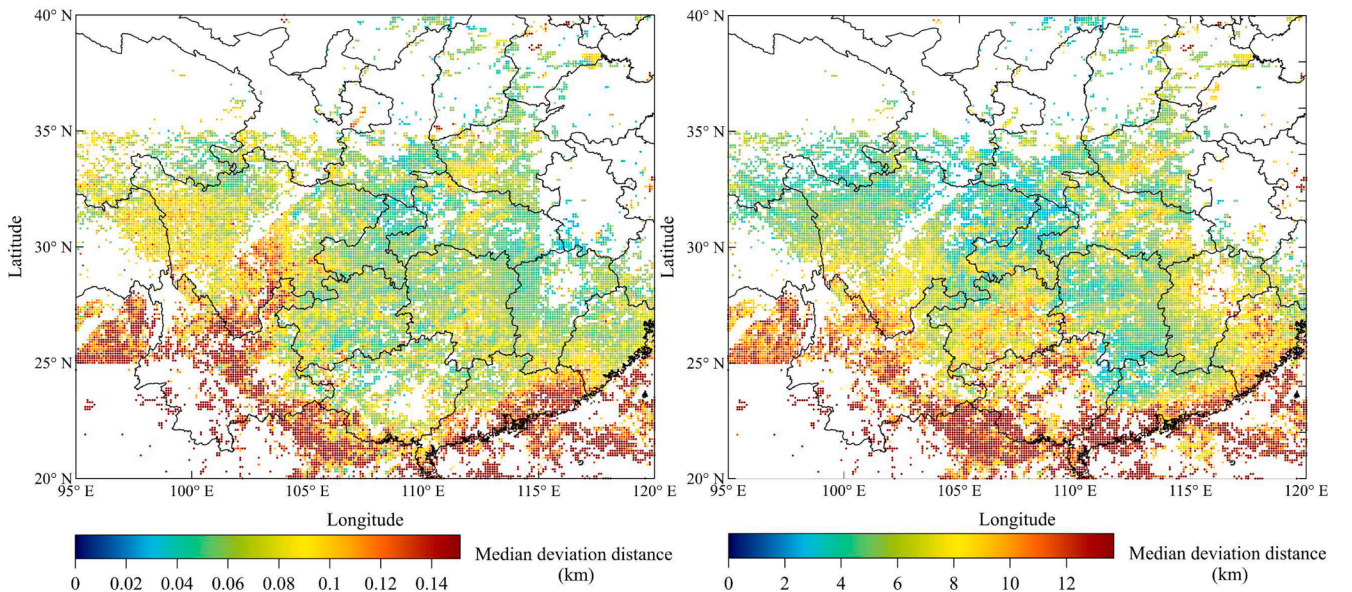 40° N
35° N
30° N
25° N
20° N
Latitude
95° E
100° E
105° E
110° E
115° E
120° E
Longitude
0
0.02
0.04
0.06
0.08
0.1
0.12
0.14
Median deviation distance
(km)
40° N
35° N
30° N
25° N
20° N
Latitude
95° E
100° E
105° E
110° E
115° E
120° E
Longitude
0
2
4
6
8
10
12
Median deviation distance
(km)